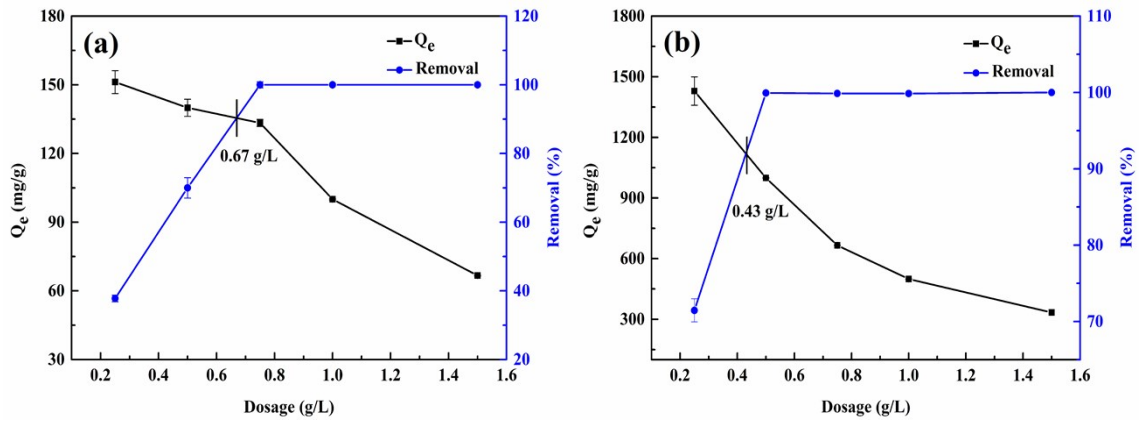 (a)
Qe
Removal
0.67 g/L
180
150
120
90
60
30
Qe (mg/g)
120
100
80
60
40
20
Removal (%)
0.2 0.4 0.6 0.8 1.0 1.2 1.4 1.6
Dosage (g/L)
(b)
Qe
Removal
0.43 g/L
1800
1500
1200
900
600
300
Qe (mg/g)
110
100
90
80
70
Removal (%)
0.2 0.4 0.6 0.8 1.0 1.2 1.4 1.6
Dosage (g/L)